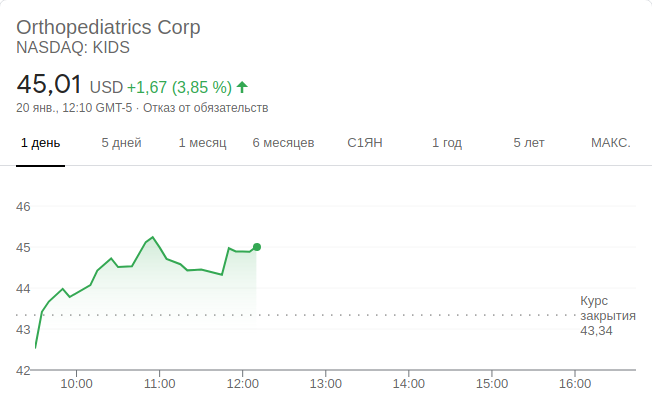 Orthopediatrics Corp
NASDAQ: KIDS
45,01 USD +1,67 (3,85 %)
20 янв., 12:10 GMT-5 · Отказ от обязательств
1 день 5 дней 1 месяц 6 месяцев С1ЯН 1 год 5 лет МАКС.
46
45
44
Курс
закрытия
43,34
43
42
10:00 11:00 12:00 13:00 14:00 15:00 16:00